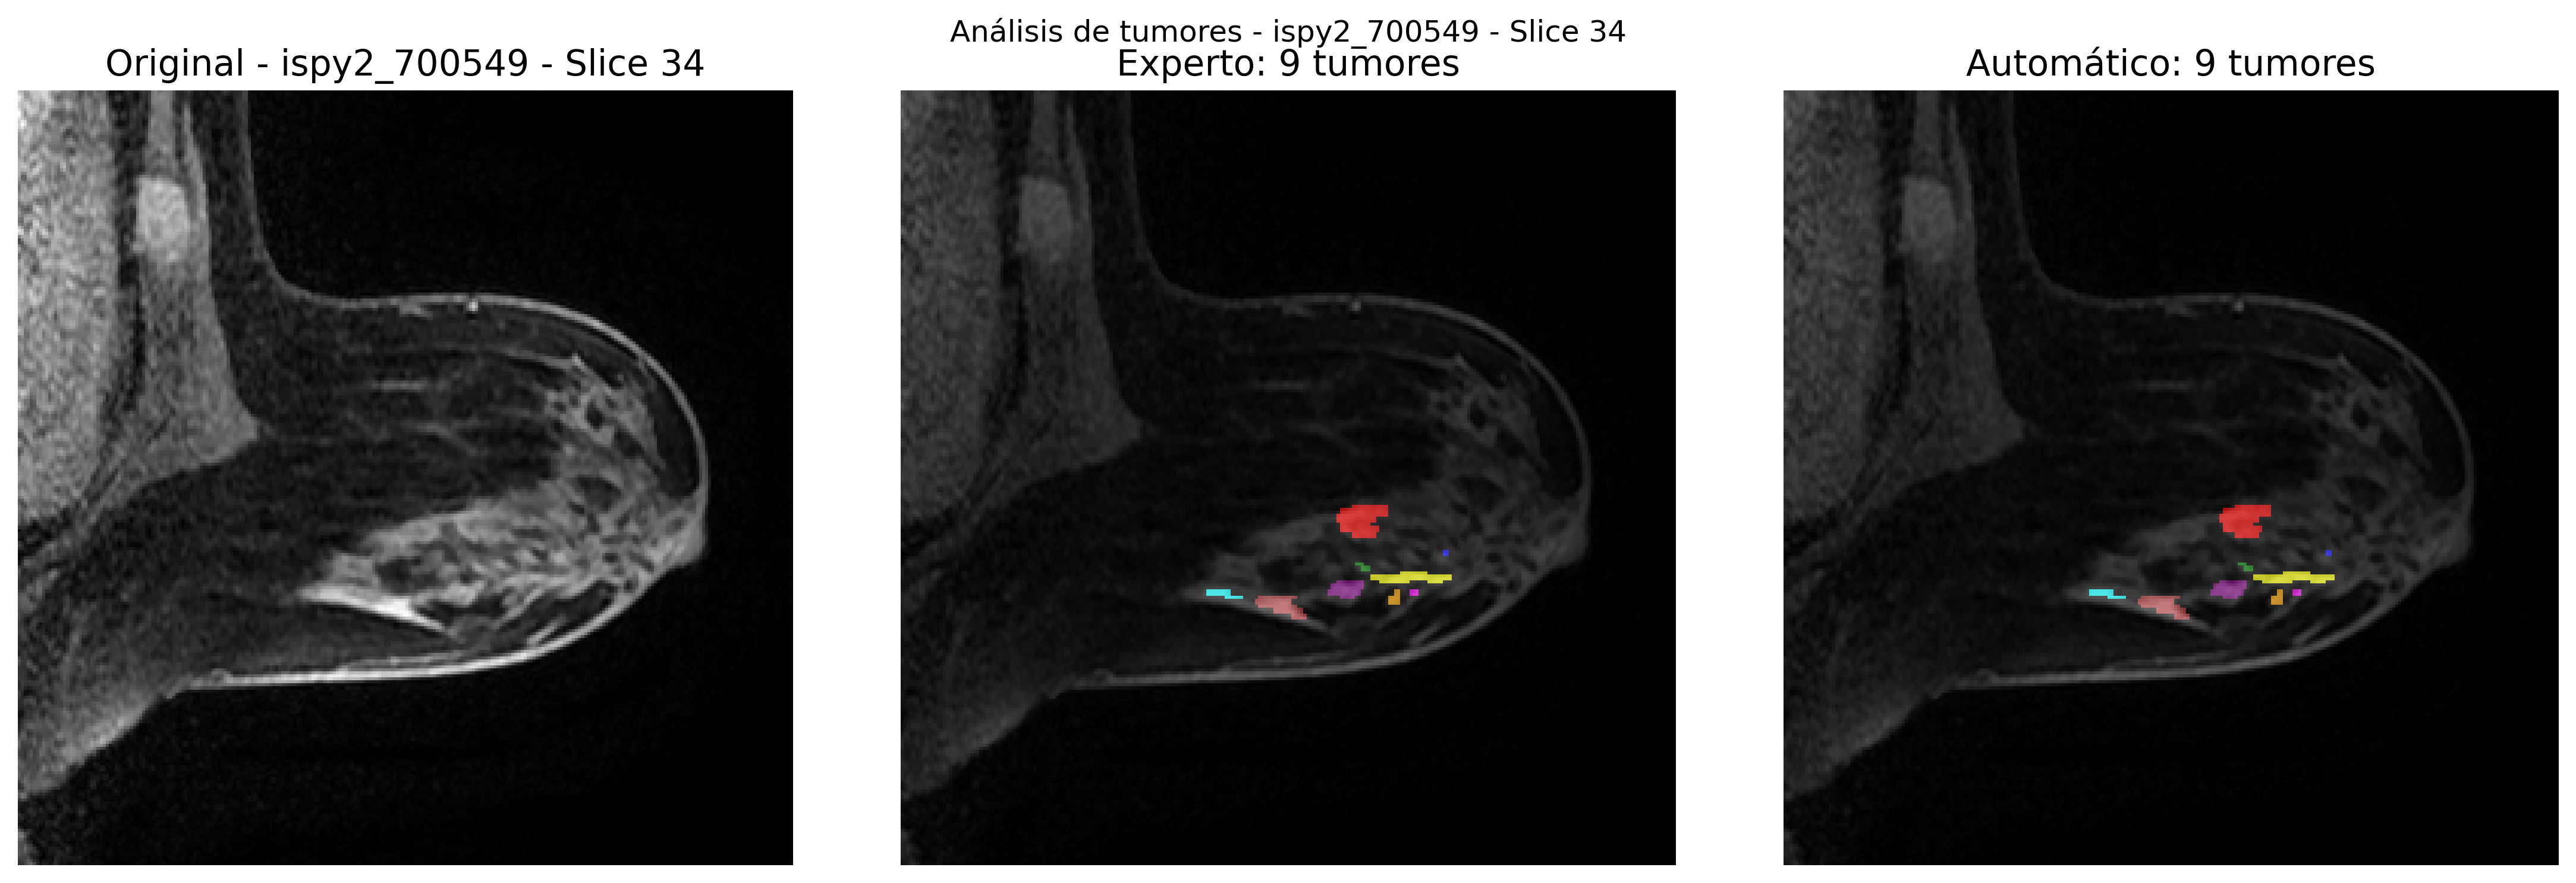 Análisis de tumores - ispy2_700549 - Slice 34
Original - ispy2_700549 - Slice 34
Experto: 9 tumores
Automático: 9 tumores